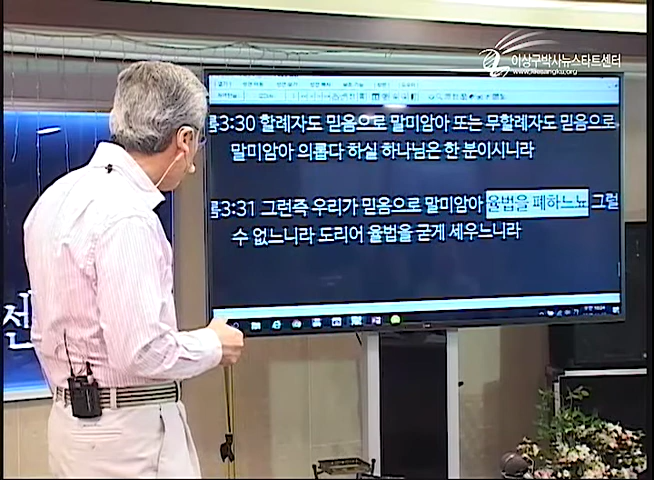 이상구박사뉴스타트센터
롬3:30 할례자도 믿음으로 말미암아 또는 무할례자도 믿음으로
말미암아 의롭다 하실 하나님은 한 분이시니라
롬3:31 그런즉 우리가 믿음으로 말미암아 율법을 폐하느뇨 그럴
수 없느니라 도리어 율법을 굳게 세우느니라
전